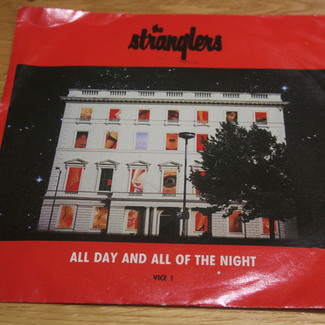 the
stranglers
ALL DAY AND ALL OF THE NIGHT
VICE 1